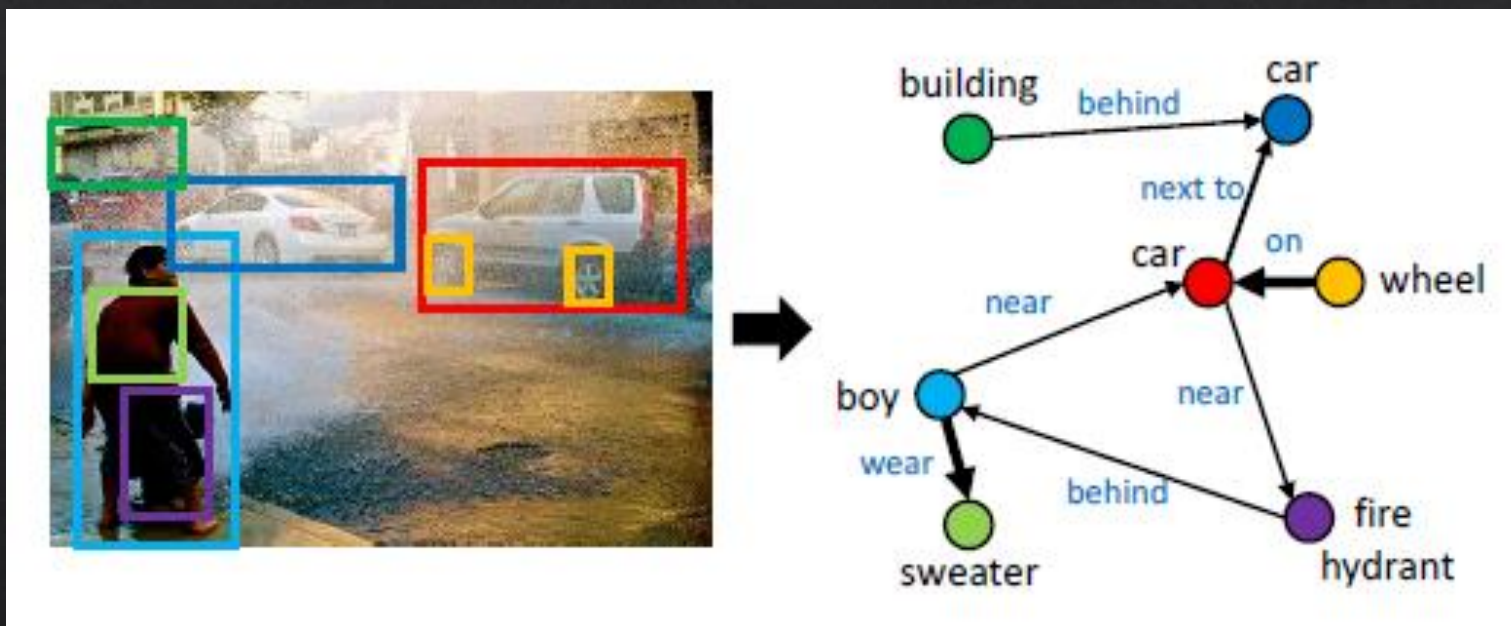 building
behind
car
next to
car
on
wheel
near
boy
near
wear
behind
fire
hydrant
sweater